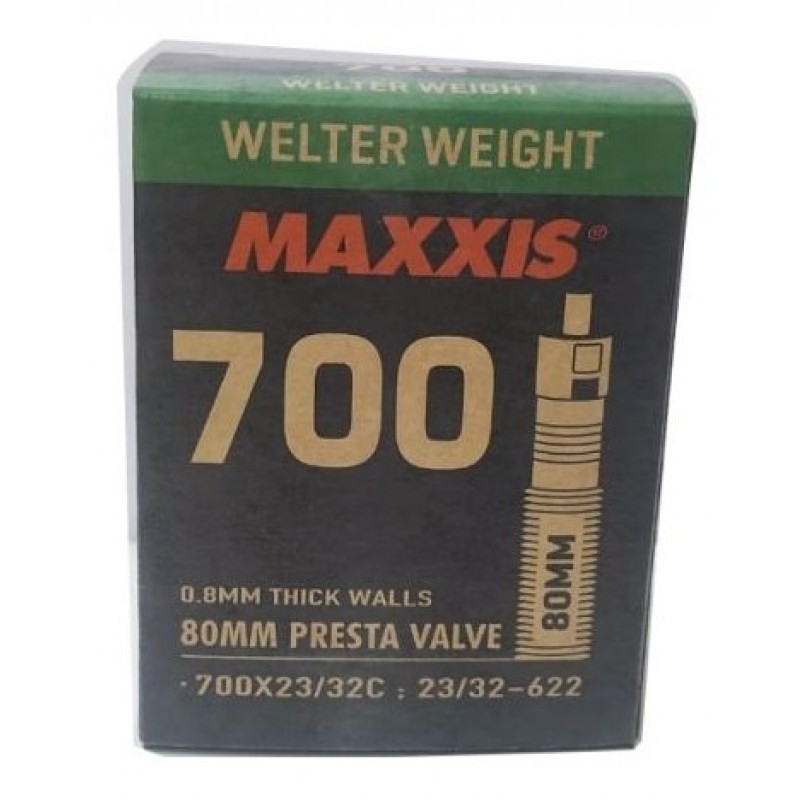 700
WELTER WEIGHT
WELTER WEIGHT
MAXXIS®
700
80MM
0.8MM THICK WALLS
80MM PRESTA VALVE
· 700X23/32C : 23/32-622